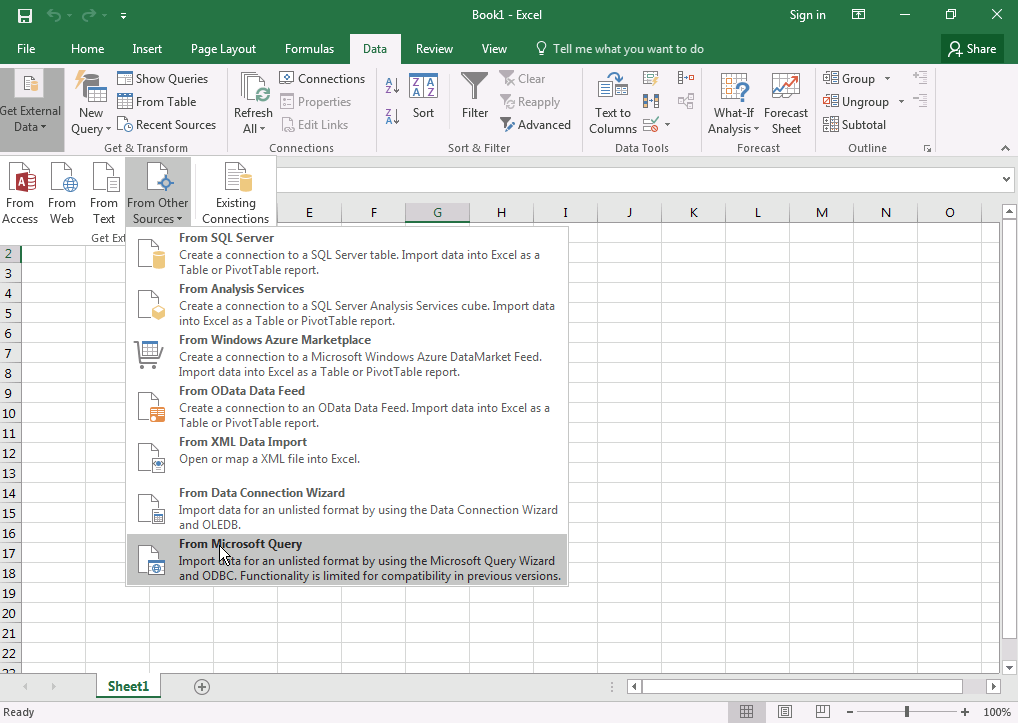 Book1 - Excel
Sign in
File
Home
Insert
Page Layout
Formulas
Data
Review
View
Tell me what you want to do
Share
Get External
Data
New
Query
Show Queries
From Table
Recent Sources
Get & Transform
Refresh
All
Connections
Properties
Edit Links
Connections
Sort
Filter
Clear
Reapply
Advanced
Sort & Filter
Text to
Columns
Data Tools
What-If
Analysis
Forecast
Sheet
Forecast
Group
Ungroup
Subtotal
Outline
From
Access
From
Web
From
Text
From Other
Sources
Existing
Connections
Get Ext
E F G H I J K L M N O
From SQL Server
Create a connection to a SQL Server table. Import data into Excel as a
Table or PivotTable report.
From Analysis Services
Create a connection to a SQL Server Analysis Services cube. Import data
into Excel as a Table or PivotTable report.
From Windows Azure Marketplace
Create a connection to a Microsoft Windows Azure DataMarket Feed.
Import data into Excel as a Table or PivotTable report.
From OData Data Feed
Create a connection to an OData Data Feed. Import data into Excel as a
Table or PivotTable report.
From XML Data Import
Open or map a XML file into Excel.
From Data Connection Wizard
Import data for an unlisted format by using the Data Connection Wizard
and OLEDB.
From Microsoft Query
Import data for an unlisted format by using the Microsoft Query Wizard
and ODBC. Functionality is limited for compatibility in previous versions.
2
3
4
5
6
7
8
9
10
11
12
13
14
15
16
17
18
19
20
21
22
Sheet1
Ready
100%